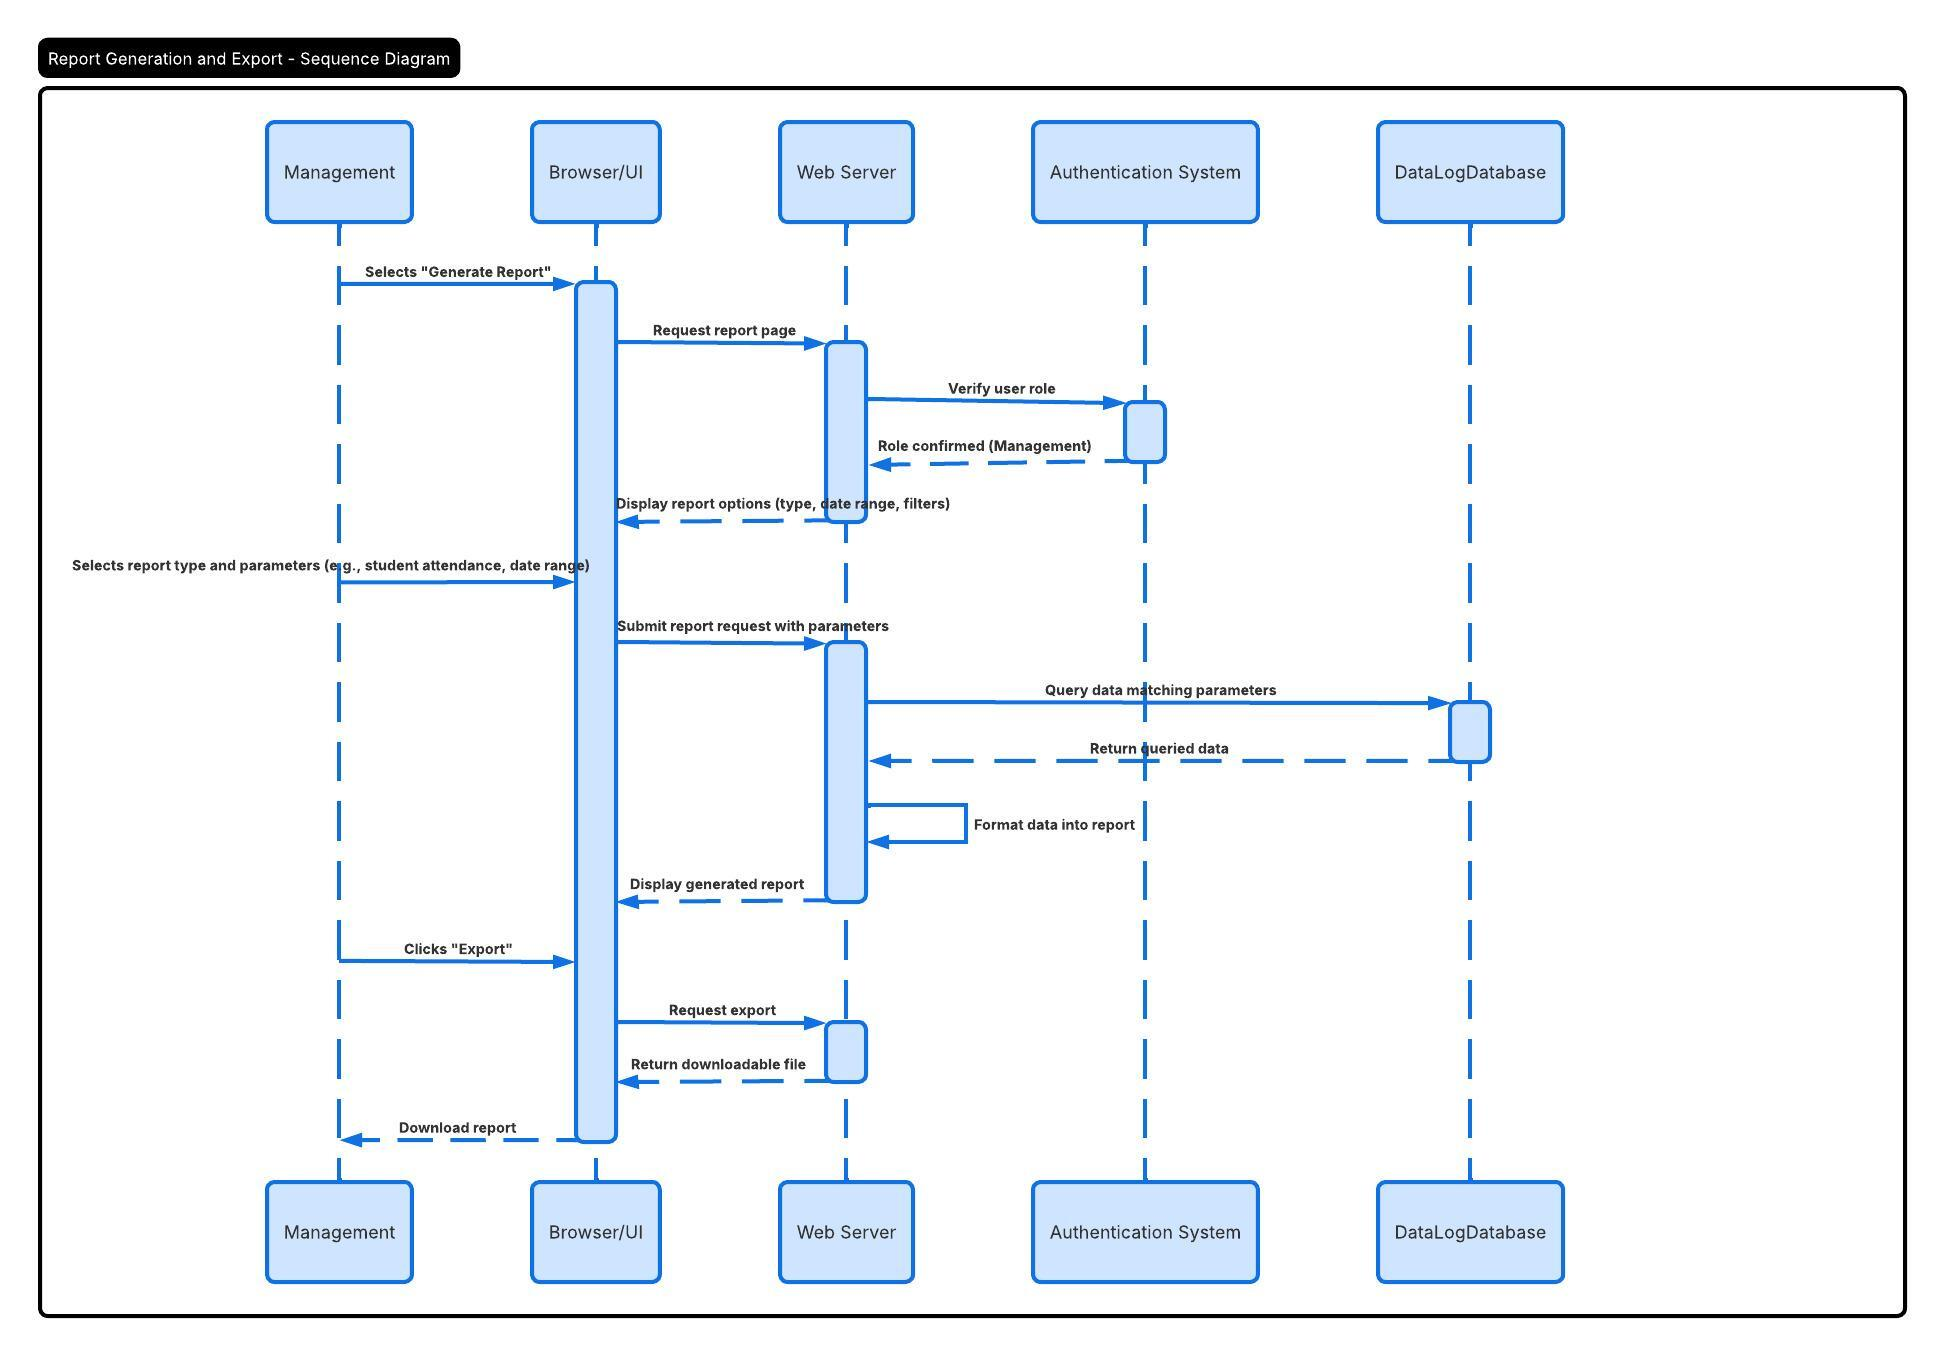 Report Generation and Export - Sequence Diagram
Management
Browser/UI
Web Server
Authentication System
DataLogDatabase
Selects "Generate Report"
Request report page
Verify user role
Role confirmed (Management)
Display report options (type, date range, filters)
Selects report type and parameters (e.g., student attendance, date range)
Submit report request with parameters
Query data matching parameters
Return queried data
Format data into report
Display generated report
Clicks "Export"
Request export
Return downloadable file
Download report
Management
Browser/UI
Web Server
Authentication System
DataLogDatabase